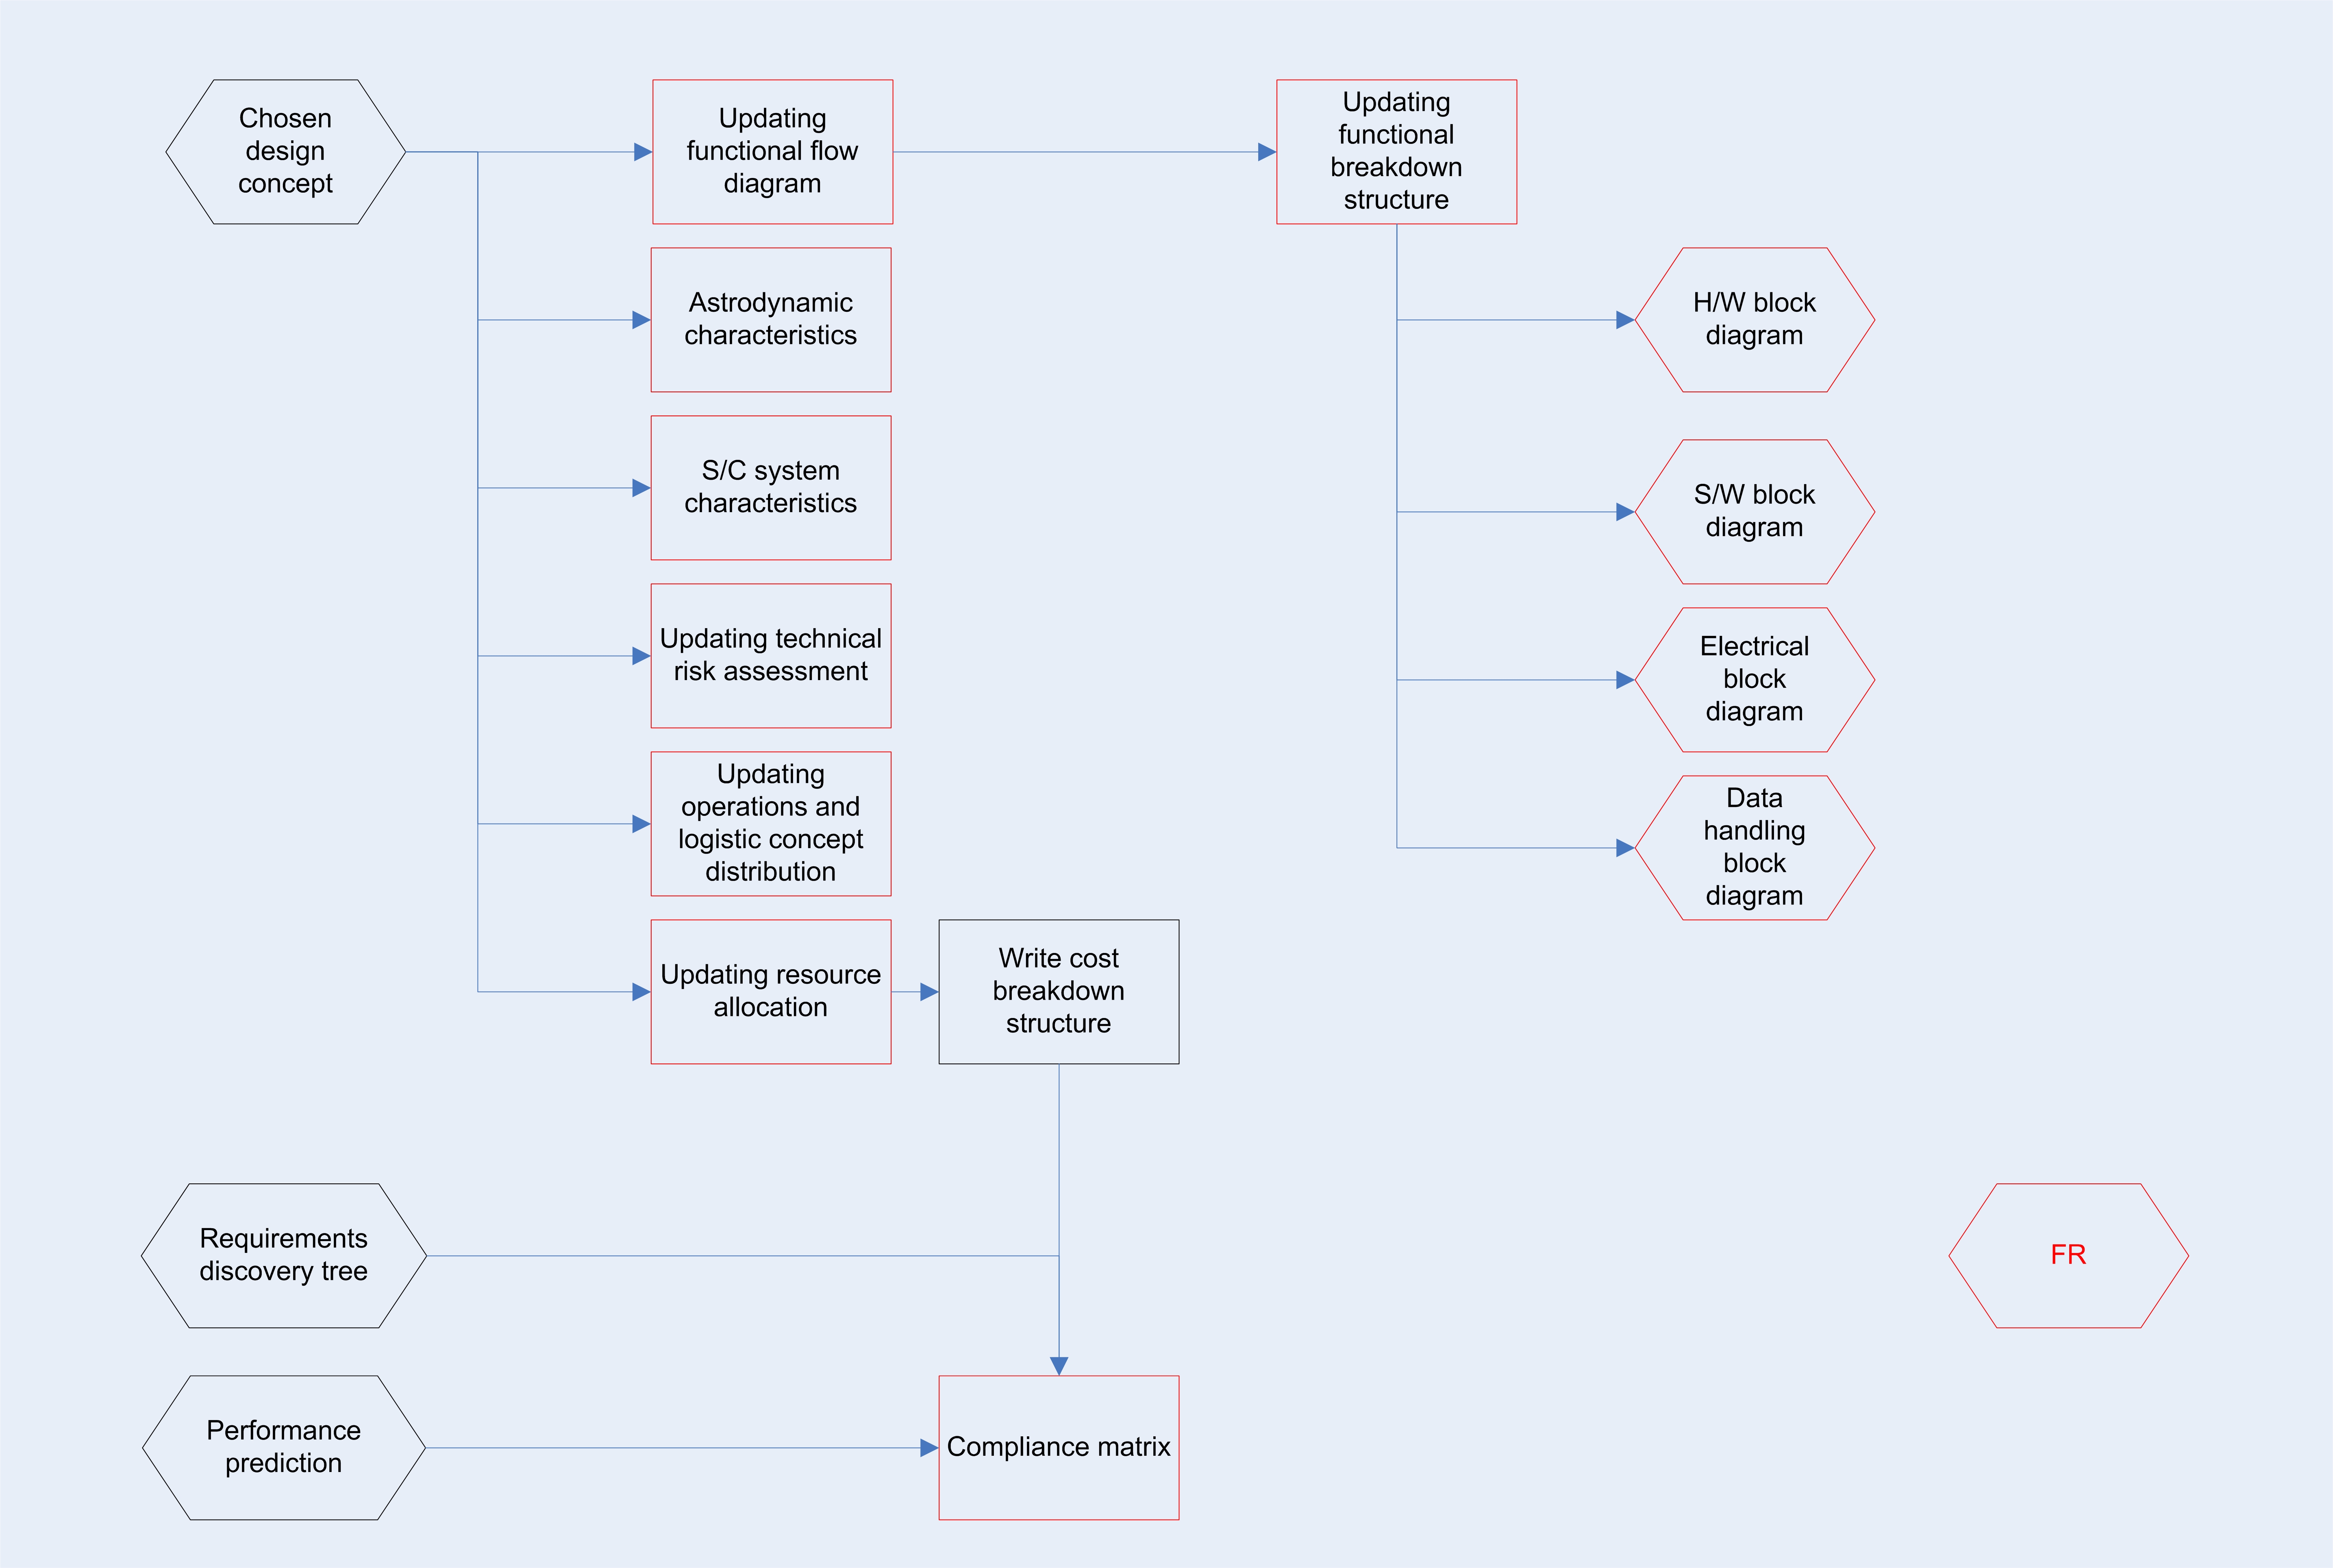 Chosen
design
concept
Updating
functional flow
diagram
Updating
functional
breakdown
structure
Astrodynamic
characteristics
H/W block
diagram
S/C system
characteristics
S/W block
diagram
Updating technical
risk assessment
Electrical
block
diagram
Updating
operations and
logistic concept
distribution
Data
handling
block
diagram
Updating resource
allocation
Write cost
breakdown
structure
Requirements
discovery tree
FR
Performance
prediction
Compliance matrix